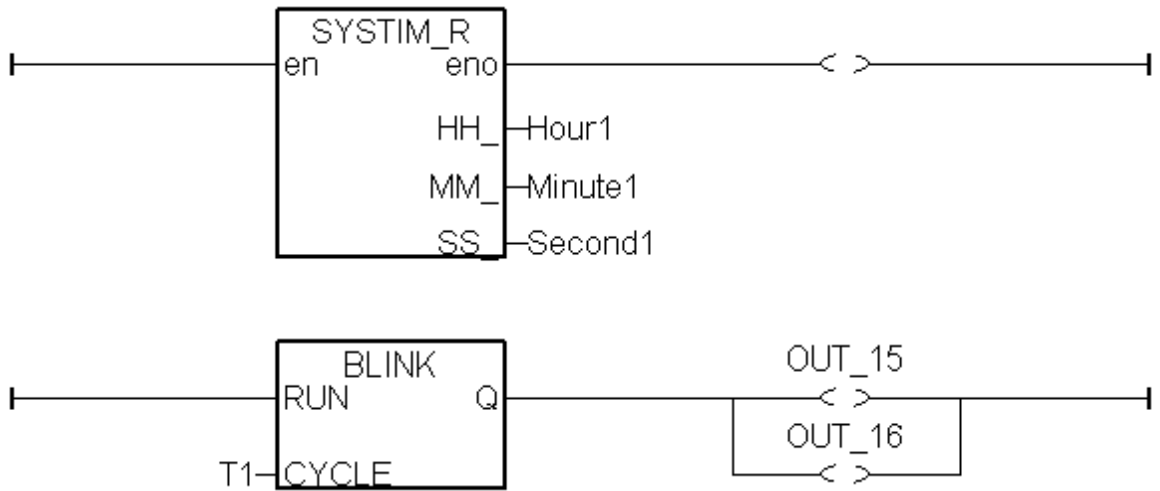 SYSTIM_R
en eno
HH_ Hour1
MM_ Minute1
SS_ Second1
BLINK OUT_15
RUN Q
OUT_16
T1 CYCLE